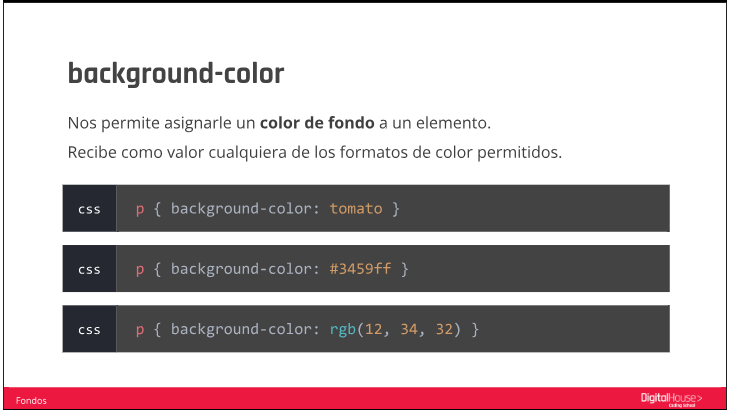 background-color
Nos permite asignarle un color de fondo a un elemento.
Recibe como valor cualquiera de los formatos de color permitidos.
css p { background-color: tomato }
css p { background-color: #3459ff }
css p { background-color: rgb(12, 34, 32) }
Fondos
DigitalHouse>
Coding School